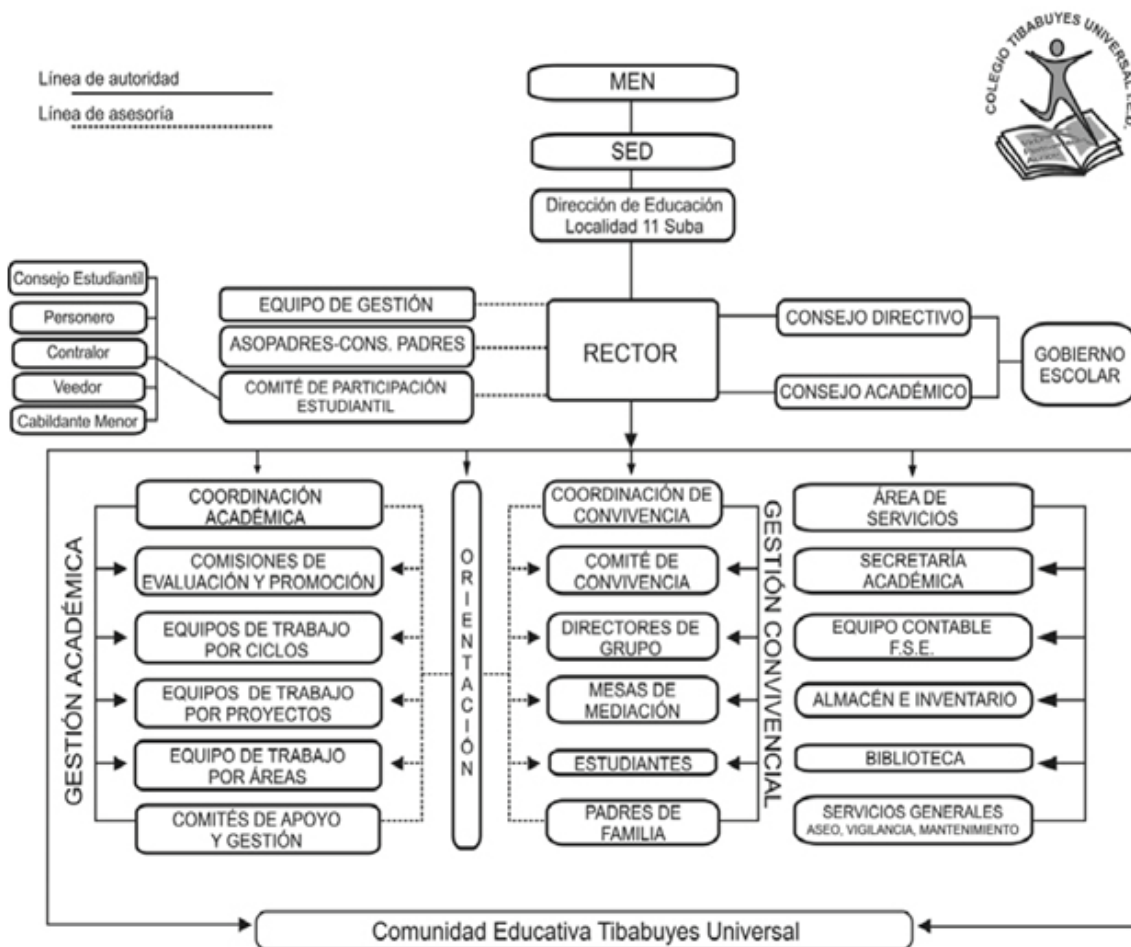 Línea de autoridad
Línea de asesoría
COLEGIO TIBABUYES UNIVERSAL I.E.D.
MEN
SED
Dirección de Educación
Localidad 11 Suba
Consejo Estudiantil
Personero
Contralor
Veedor
Cabildante Menor
EQUIPO DE GESTIÓN
ASOPADRES-CONS. PADRES
COMITÉ DE PARTICIPACIÓN
ESTUDIANTIL
RECTOR
CONSEJO DIRECTIVO
CONSEJO ACADÉMICO
GOBIERNO
ESCOLAR
GESTIÓN ACADÉMICA
COORDINACIÓN
ACADÉMICA
COMISIONES DE
EVALUACIÓN Y PROMOCIÓN
EQUIPOS DE TRABAJO
POR CICLOS
EQUIPOS DE TRABAJO
POR PROYECTOS
EQUIPO DE TRABAJO
POR ÁREAS
COMITÉS DE APOYO
Y GESTIÓN
ORIENTACIÓN
COORDINACIÓN DE
CONVIVENCIA
COMITÉ DE
CONVIVENCIA
DIRECTORES DE
GRUPO
MESAS DE
MEDIACIÓN
ESTUDIANTES
PADRES DE
FAMILIA
GESTIÓN CONVIVENCIAL
ÁREA DE
SERVICIOS
SECRETARÍA
ACADÉMICA
EQUIPO CONTABLE
F.S.E.
ALMACÉN E INVENTARIO
BIBLIOTECA
SERVICIOS GENERALES
ASEO, VIGILANCIA, MANTENIMIENTO
Comunidad Educativa Tibabuyes Universal